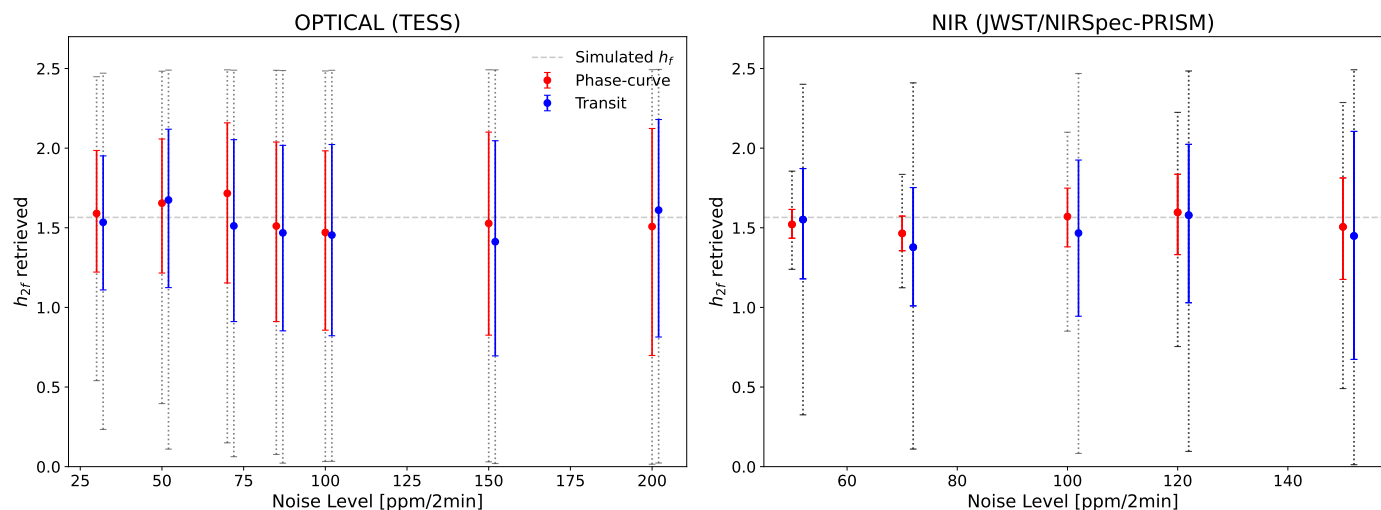 OPTICAL (TESS)
h2f retrieved
2.5
2.0
1.5
1.0
0.5
0.0
25 50 75 100 125 150 175 200
Noise Level [ppm/2min]
Simulated hf
Phase-curve
Transit
NIR (JWST/NIRSpec-PRISM)
h2f retrieved
2.5
2.0
1.5
1.0
0.5
0.0
60 80 100 120 140
Noise Level [ppm/2min]